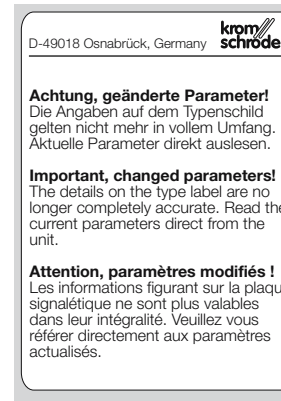 D-49018 Osnabrück, Germany
krom//
schröde
Achtung, geänderte Parameter!
Die Angaben auf dem Typenschild
gelten nicht mehr in vollem Umfang.
Aktuelle Parameter direkt auslesen.
Important, changed parameters!
The details on the type label are no
longer completely accurate. Read the
current parameters direct from the
unit.
Attention, paramètres modifiés !
Les informations figurant sur la plaqu
signalétique ne sont plus valables
dans leur intégralité. Veuillez vous
référer directement aux paramètres
actualisés.